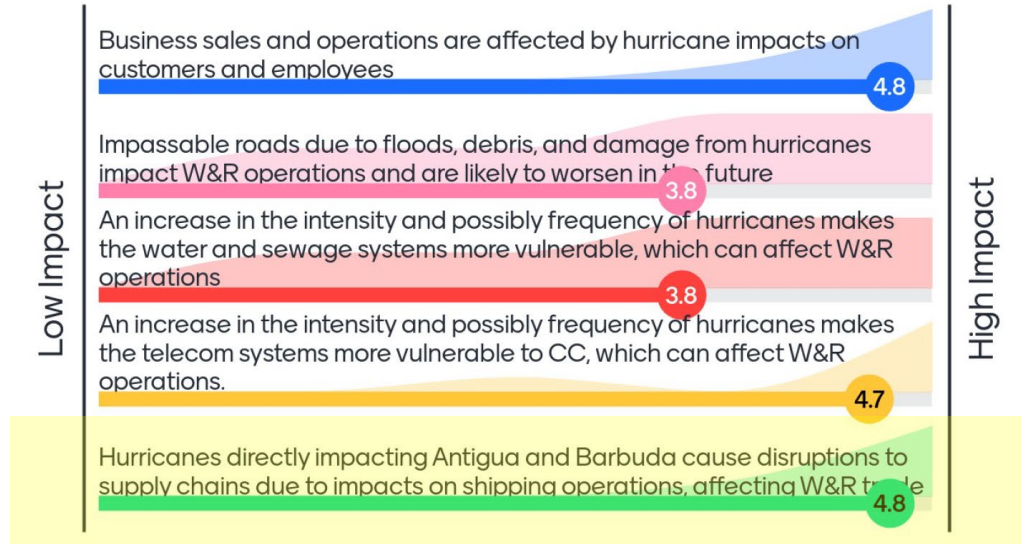 Business sales and operations are affected by hurricane impacts on
customers and employees
4.8
Impassable roads due to floods, debris, and damage from hurricanes
impact W&R operations and are likely to worsen in the future
3.8
An increase in the intensity and possibly frequency of hurricanes makes
the water and sewage systems more vulnerable, which can affect W&R
operations
3.8
An increase in the intensity and possibly frequency of hurricanes makes
the telecom systems more vulnerable to CC, which can affect W&R
operations.
4.7
Hurricanes directly impacting Antigua and Barbuda cause disruptions to
supply chains due to impacts on shipping operations, affecting W&R trade
4.8
Low Impact
High Impact